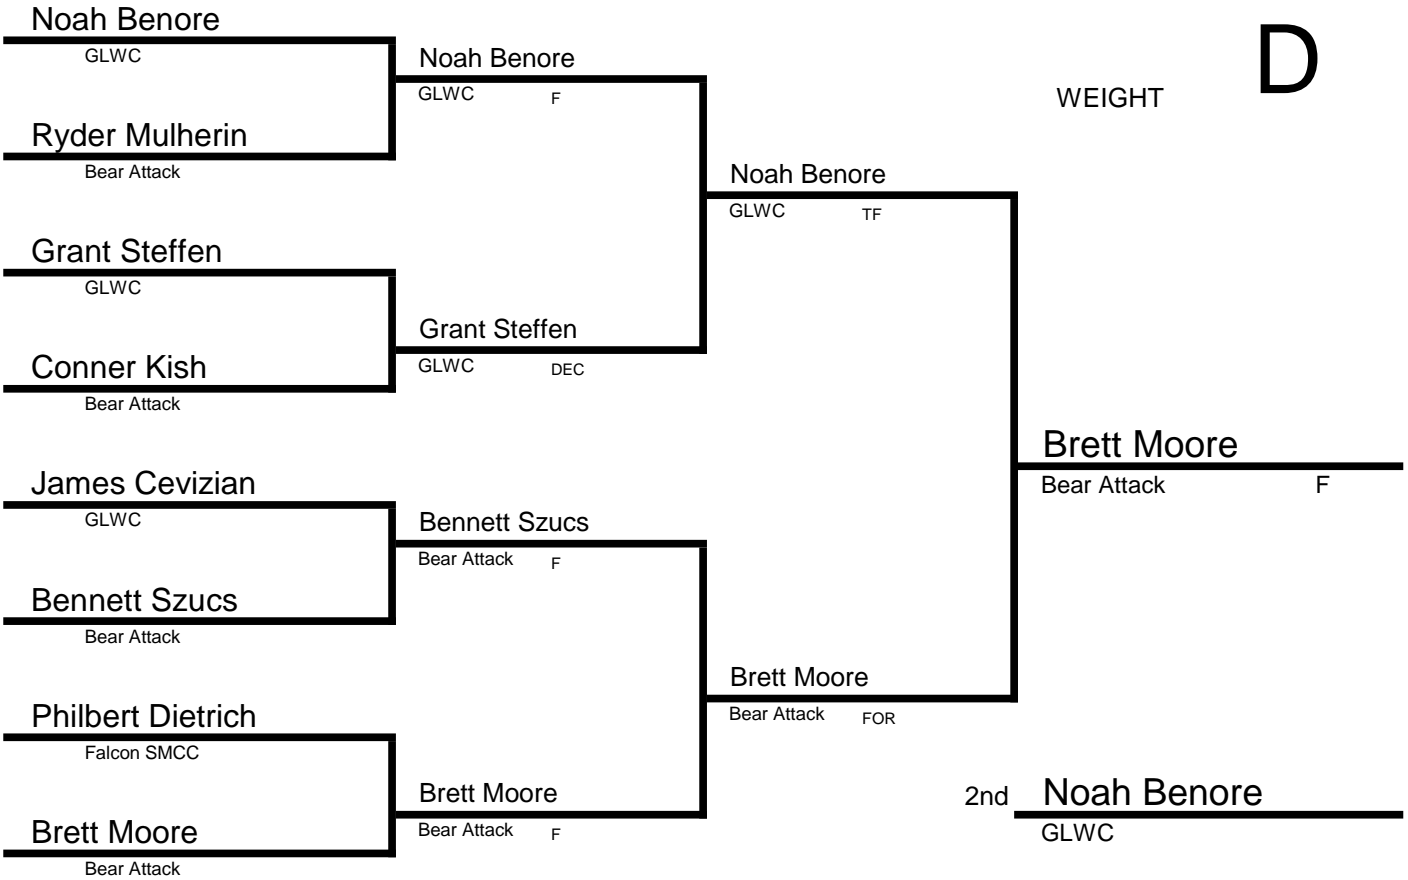 Noah Benore
GLWC
Noah Benore
GLWC F
D
WEIGHT
Ryder Mulherin
Bear Attack
Noah Benore
GLWC TF
Grant Steffen
GLWC
Grant Steffen
GLWC DEC
Conner Kish
Bear Attack
Brett Moore
Bear Attack F
James Cevizian
GLWC
Bennett Szucs
Bear Attack F
Bennett Szucs
Bear Attack
Brett Moore
Bear Attack FOR
Philbert Dietrich
Falcon SMCC
Brett Moore
Bear Attack F
2nd Noah Benore
GLWC
Brett Moore
Bear Attack